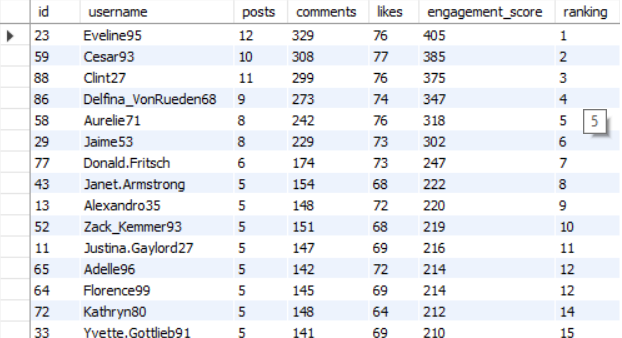 id username posts comments likes engagement_score ranking
23 Eveline95 12 329 76 405 1
59 Cesar93 10 308 77 385 2
88 Clint27 11 299 76 375 3
86 Delfina_VonRueden68 9 273 74 347 4
58 Aurelie71 8 242 76 318 5 5
29 Jaime53 8 229 73 302 6
77 Donald.Fritsch 6 174 73 247 7
43 Janet.Armstrong 5 154 68 222 8
13 Alexandro35 5 148 72 220 9
52 Zack_Kemmer93 5 151 68 219 10
11 Justina.Gaylord27 5 147 69 216 11
65 Adelle96 5 142 72 214 12
64 Florence99 5 145 69 214 12
72 Kathryn80 5 148 64 212 14
33 Yvette.Gottlieb91 5 141 69 210 15